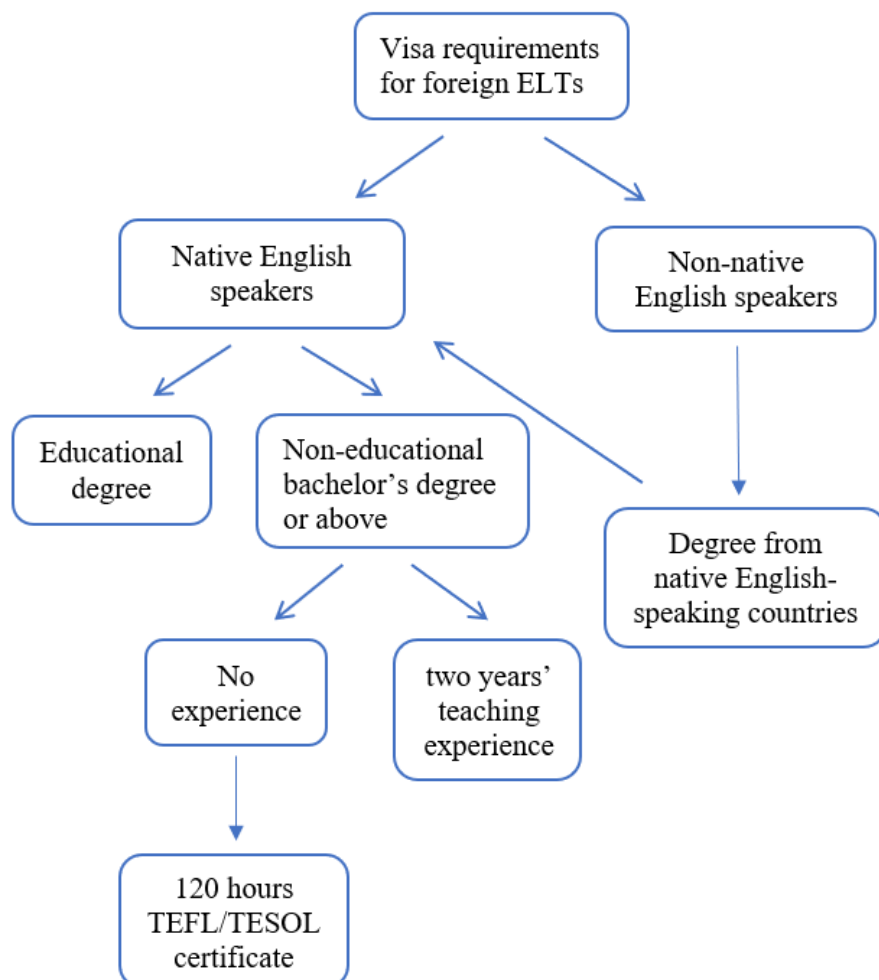 Visa requirements
for foreign ELTs
Native English
speakers
Non-native
English speakers
Educational
degree
Non-educational
bachelor’s degree
or above
Degree from
native English-
speaking countries
No
experience
two years’
teaching
experience
120 hours
TEFL/TESOL
certificate